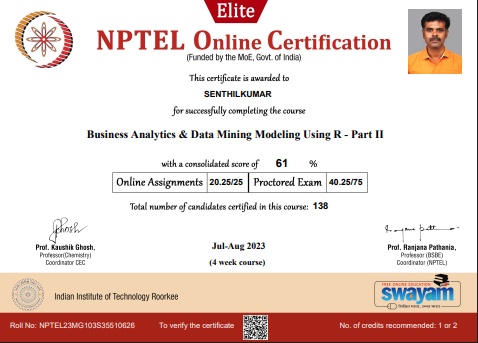 Elite
NPTEL Online Certification
(Funded by the MoE, Govt. of India)
This certificate is awarded to
SENTHILKUMAR
for successfully completing the course
Business Analytics & Data Mining Modeling Using R - Part II
with a consolidated score of 61 %
Online Assignments 20.25/25 Proctored Exam 40.25/75
Total number of candidates certified in this course: 138
Prof. Kaushik Ghosh,
Professor(Chemistry)
Coordinator CEC
Jul-Aug 2023
(4 week course)
Prof. Ranjana Pathania,
Professor (BSBE)
Coordinator (NPTEL)
Indian Institute of Technology Roorkee
FREE ONLINE EDUCATION
swayam
Roll No: NPTEL23MG103S35510626
To verify the certificate
No. of credits recommended: 1 or 2